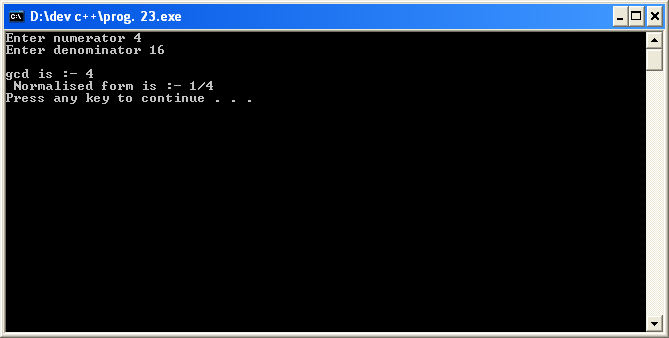 D:\dev c++\prog. 23.exe
Enter numerator 4
Enter denominator 16
gcd is :- 4
Normalised form is :- 1/4
Press any key to continue . . .